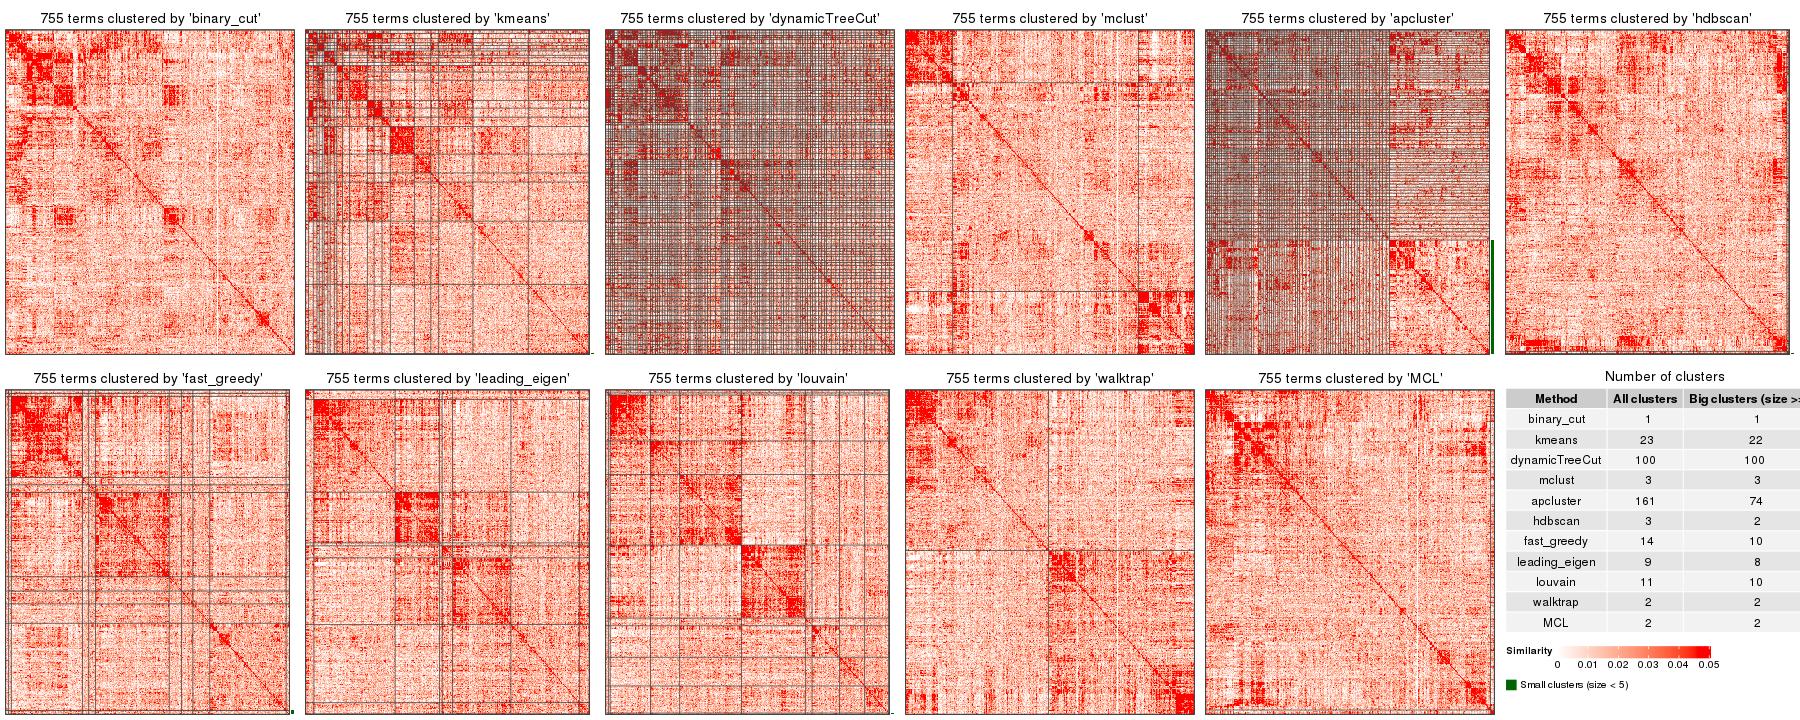 755 terms clustered by 'binary_cut'
755 terms clustered by 'kmeans'
755 terms clustered by 'dynamicTreeCut'
755 terms clustered by 'mclust'
755 terms clustered by 'apcluster'
755 terms clustered by 'hdbscan'
755 terms clustered by 'fast_greedy'
755 terms clustered by 'leading_eigen'
755 terms clustered by 'louvain'
755 terms clustered by 'walktrap'
755 terms clustered by 'MCL'
Number of clusters
Method All clusters Big clusters (size >=
binary_cut 1 1
kmeans 23 22
dynamicTreeCut 100 100
mclust 3 3
apcluster 161 74
hdbscan 3 2
fast_greedy 14 10
leading_eigen 9 8
louvain 11 10
walktrap 2 2
MCL 2 2
Similarity
0 0.01 0.02 0.03 0.04 0.05
Small clusters (size < 5)